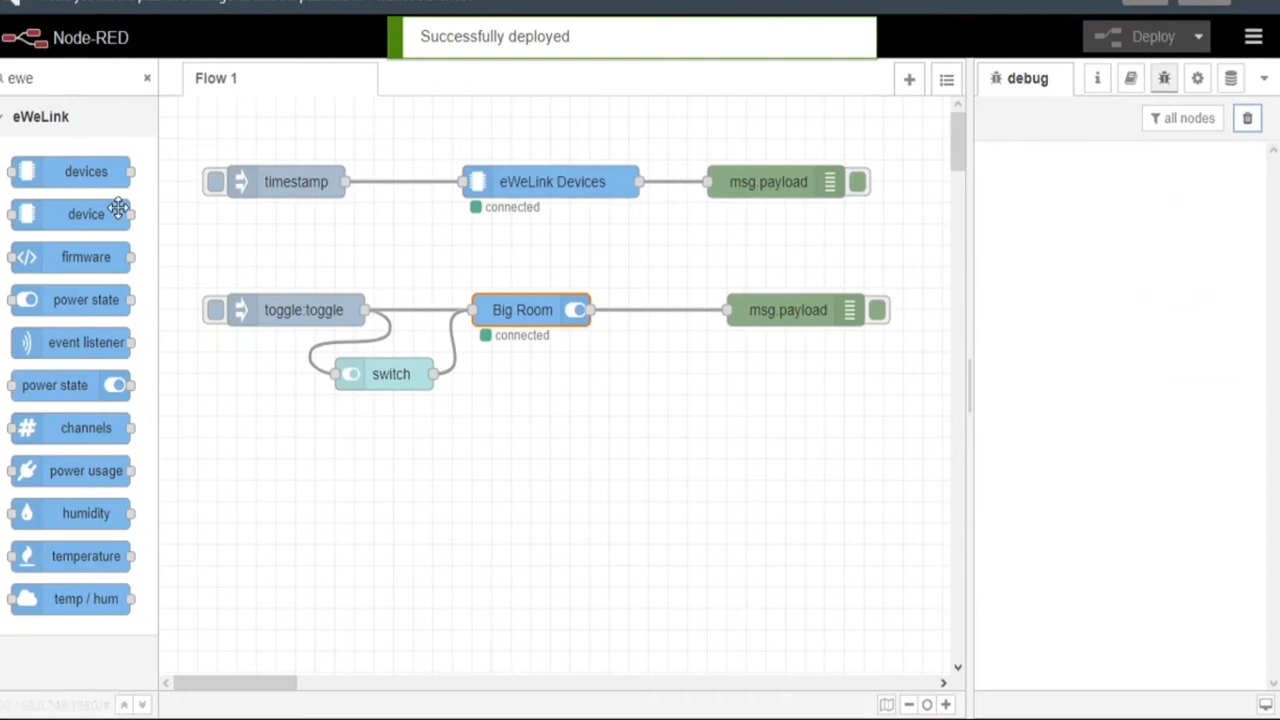 Node-RED
Successfully deployed
Deploy
ewe
×
Flow 1
debug
eWeLink
all nodes
devices
timestamp
eWeLink Devices
msg.payload
connected
device
firmware
power state
toggle:toggle
Big Room
msg.payload
connected
event listener
switch
power state
channels
power usage
humidity
temperature
temp / hum